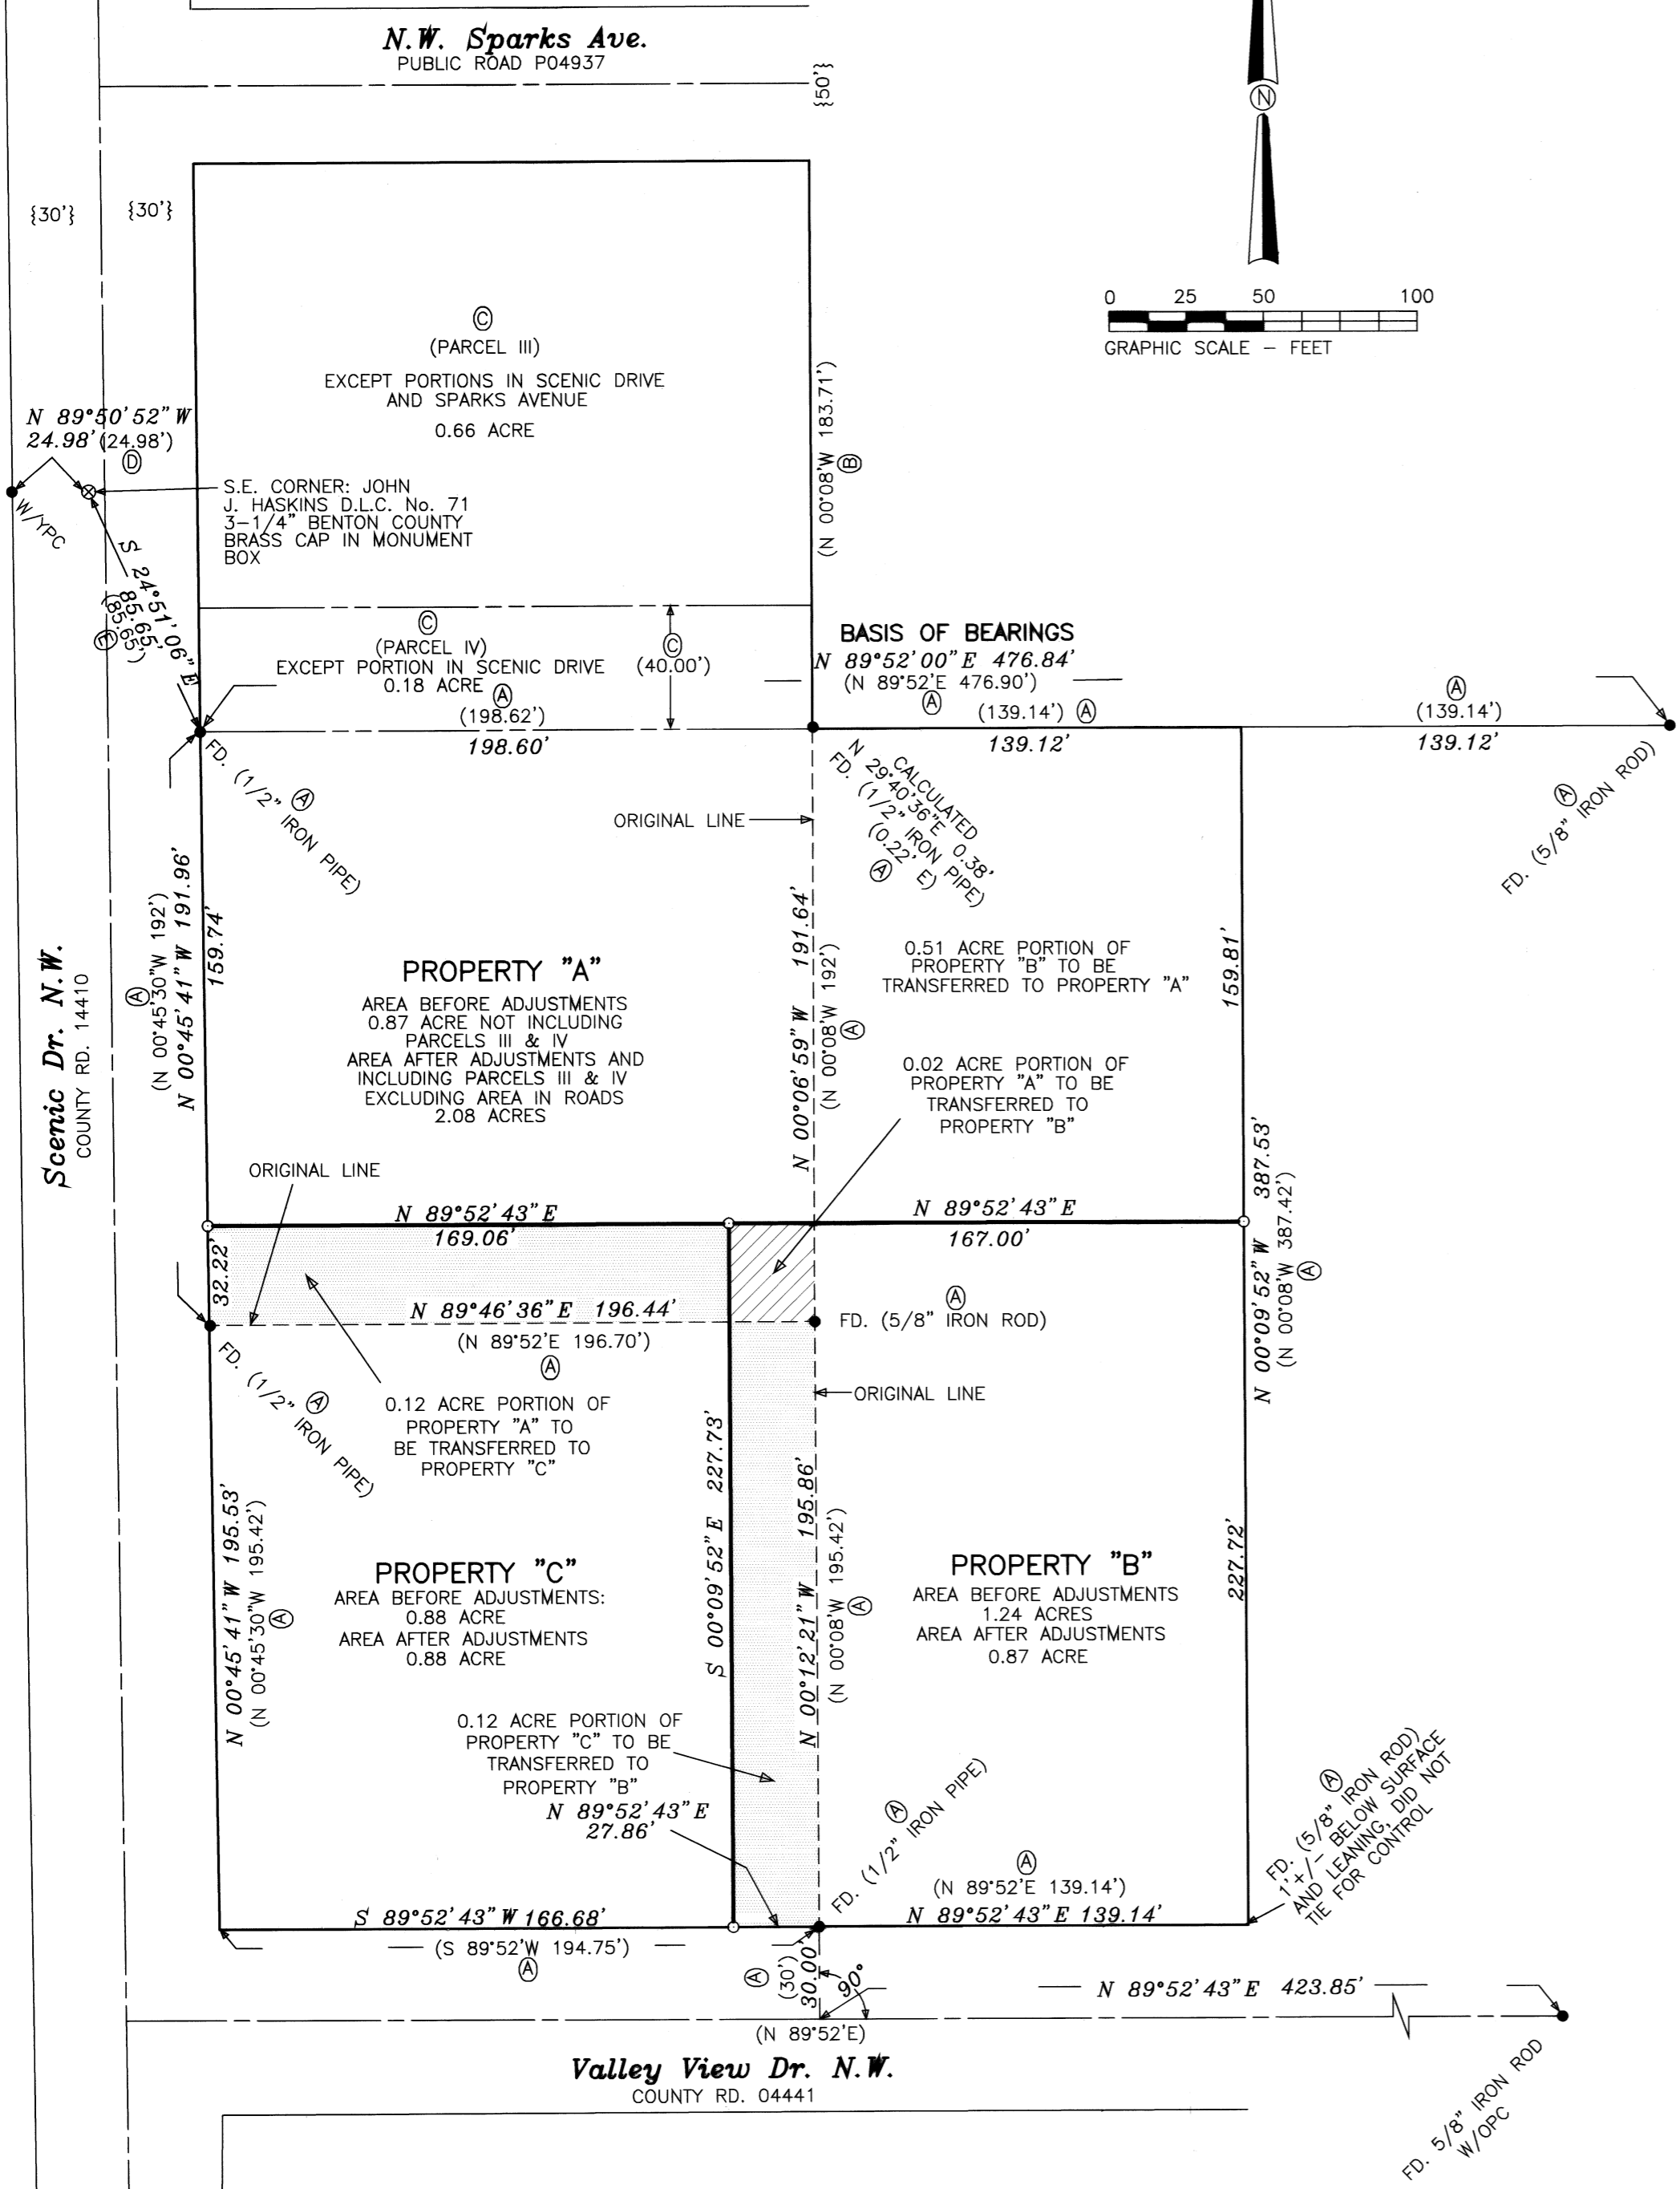 N.W. Sparks Ave.
PUBLIC ROAD P04937
{50'}
{30'}
{30'}
N
0 25 50 100
GRAPHIC SCALE – FEET
C
(PARCEL III)
EXCEPT PORTIONS IN SCENIC DRIVE
AND SPARKS AVENUE
0.66 ACRE
(N 00°08'W 183.71')
B
N 89°50'52" W
24.98' (24.98')
D
W/YPC
S.E. CORNER: JOHN
J. HASKINS D.L.C. No. 71
3-1/4" BENTON COUNTY
BRASS CAP IN MONUMENT
BOX
S 24°51'06" E
85.65'
(85.65')
E
C
(PARCEL IV)
EXCEPT PORTION IN SCENIC DRIVE
0.18 ACRE
C
(40.00')
A
(198.62')
198.60'
BASIS OF BEARINGS
N 89°52'00" E 476.84'
(N 89°52'E 476.90')
A
(139.14') A
139.12'
A
(139.14')
139.12'
A
FD. (5/8" IRON ROD)
A
FD. (1/2" IRON PIPE)
CALCULATED
N 29°40'36"E 0.38'
FD. (1/2" IRON PIPE)
(0.22' E)
A
ORIGINAL LINE
Scenic Dr. N.W.
COUNTY RD. 14410
A
(N 00°45'30"W 192')
N 00°45'41" W 191.96'
159.74'
PROPERTY "A"
AREA BEFORE ADJUSTMENTS
0.87 ACRE NOT INCLUDING
PARCELS III & IV
AREA AFTER ADJUSTMENTS AND
INCLUDING PARCELS III & IV
EXCLUDING AREA IN ROADS
2.08 ACRES
N 00°06'59" W 191.64'
(N 00°08'W 192')
A
0.51 ACRE PORTION OF
PROPERTY "B" TO BE
TRANSFERRED TO PROPERTY "A"
159.81'
0.02 ACRE PORTION OF
PROPERTY "A" TO BE
TRANSFERRED TO
PROPERTY "B"
ORIGINAL LINE
N 89°52'43" E
169.06'
N 89°52'43" E
167.00'
32.22'
N 89°46'36" E 196.44'
(N 89°52'E 196.70')
A
A
FD. (5/8" IRON ROD)
N 00°09'52" W 387.53'
(N 00°08'W 387.42')
A
A
FD. (1/2" IRON PIPE)
0.12 ACRE PORTION OF
PROPERTY "A" TO
BE TRANSFERRED TO
PROPERTY "C"
ORIGINAL LINE
S 00°09'52" E 227.73'
N 00°12'21" W 195.86'
(N 00°08'W 195.42')
A
N 00°45'41" W 195.53'
(N 00°45'30"W 195.42')
A
PROPERTY "C"
AREA BEFORE ADJUSTMENTS:
0.88 ACRE
AREA AFTER ADJUSTMENTS
0.88 ACRE
PROPERTY "B"
AREA BEFORE ADJUSTMENTS
1.24 ACRES
AREA AFTER ADJUSTMENTS
0.87 ACRE
227.72'
0.12 ACRE PORTION OF
PROPERTY "C" TO BE
TRANSFERRED TO
PROPERTY "B"
N 89°52'43" E
27.86'
A
FD. (1/2" IRON PIPE)
A
FD. (5/8" IRON ROD)
1'+/- BELOW SURFACE
AND LEANING, DID NOT
TIE FOR CONTROL
A
(N 89°52'E 139.14')
N 89°52'43" E 139.14'
S 89°52'43" W 166.68'
(S 89°52'W 194.75')
A
A
(30')
30.00'
90°
N 89°52'43" E 423.85'
(N 89°52'E)
Valley View Dr. N.W.
COUNTY RD. 04441
FD. 5/8" IRON ROD
W/OPC